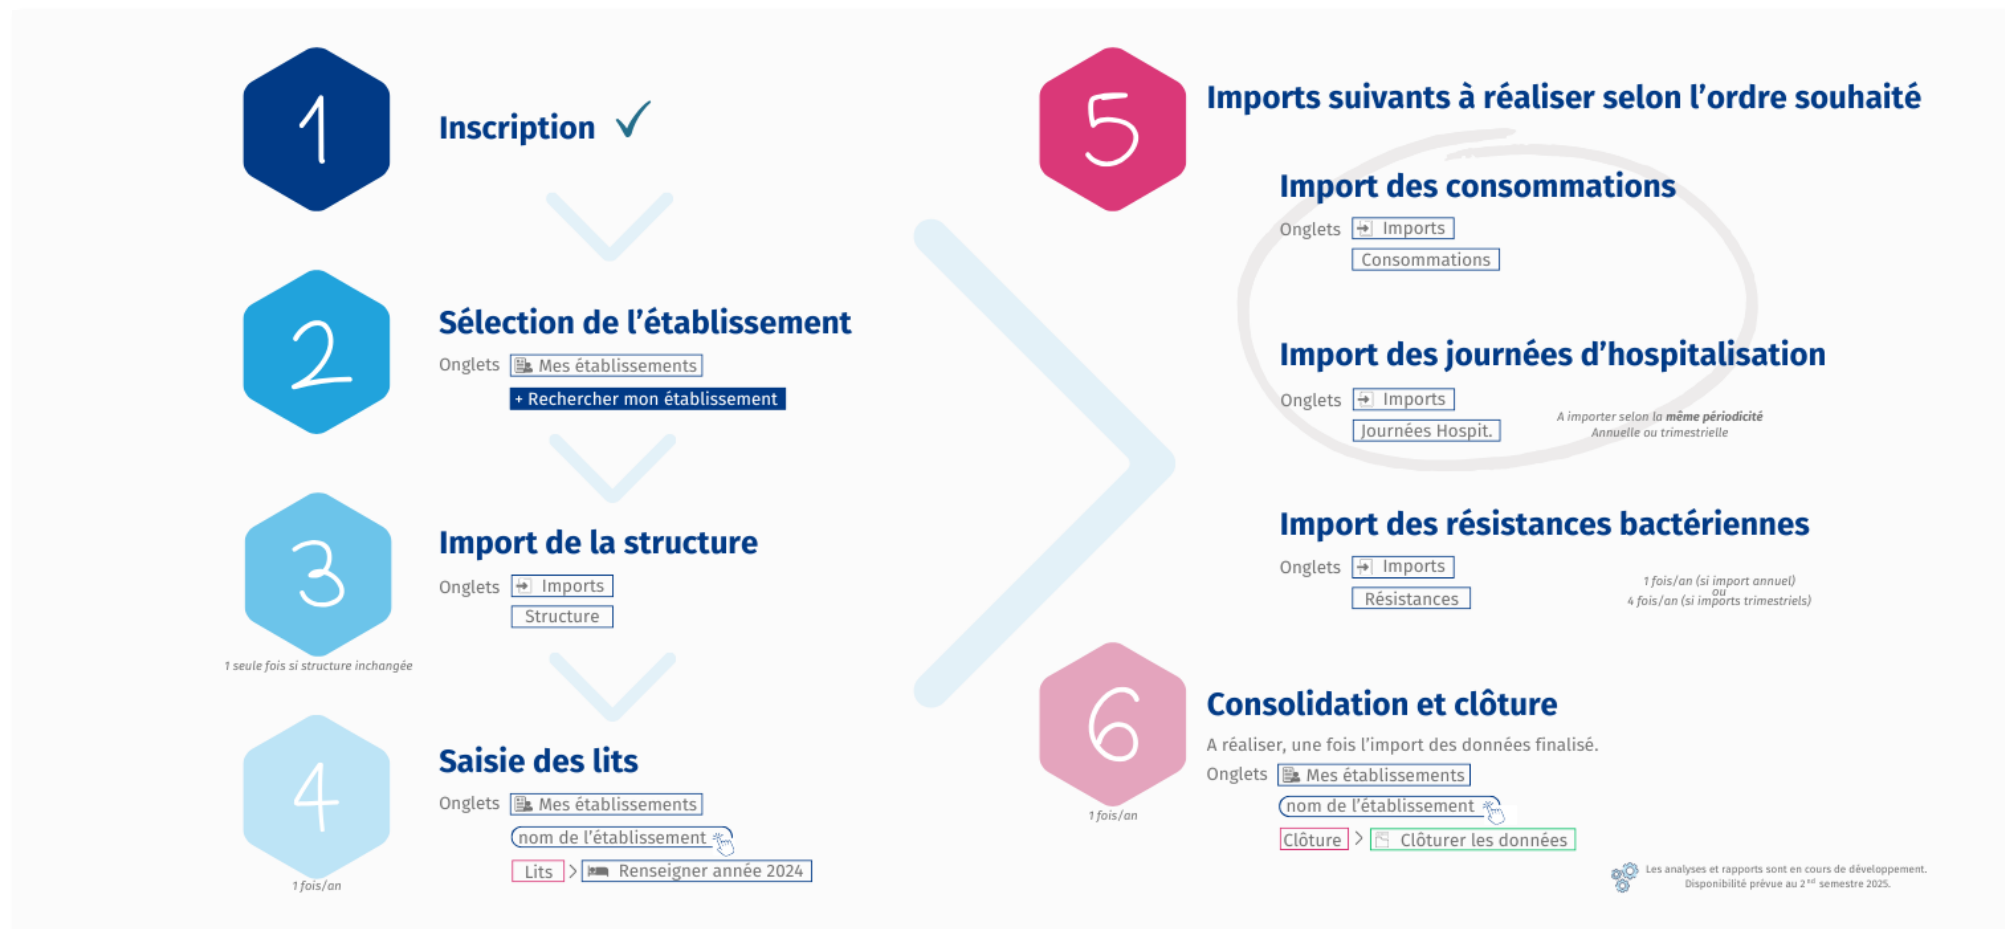 1
Inscription
2
Sélection de l’établissement
Onglets Mes établissements
+ Rechercher mon établissement
3
1 seule fois si structure inchangée
Import de la structure
Onglets Imports
Structure
4
1 fois/an
Saisie des lits
Onglets Mes établissements
nom de l’établissement
Lits > Renseigner année 2024
5
Imports suivants à réaliser selon l’ordre souhaité
Import des consommations
Onglets Imports
Consommations
Import des journées d’hospitalisation
Onglets Imports
Journées Hospit.
A importer selon la même périodicité
Annuelle ou trimestrielle
Import des résistances bactériennes
Onglets Imports
Résistances
1 fois/an (si import annuel)
ou
4 fois/an (si imports trimestriels)
6
1 fois/an
Consolidation et clôture
A réaliser, une fois l’import des données finalisé.
Onglets Mes établissements
nom de l’établissement
Clôture > Clôturer les données
Les analyses et rapports sont en cours de développement.
Disponibilité prévue au 2nd semestre 2025.